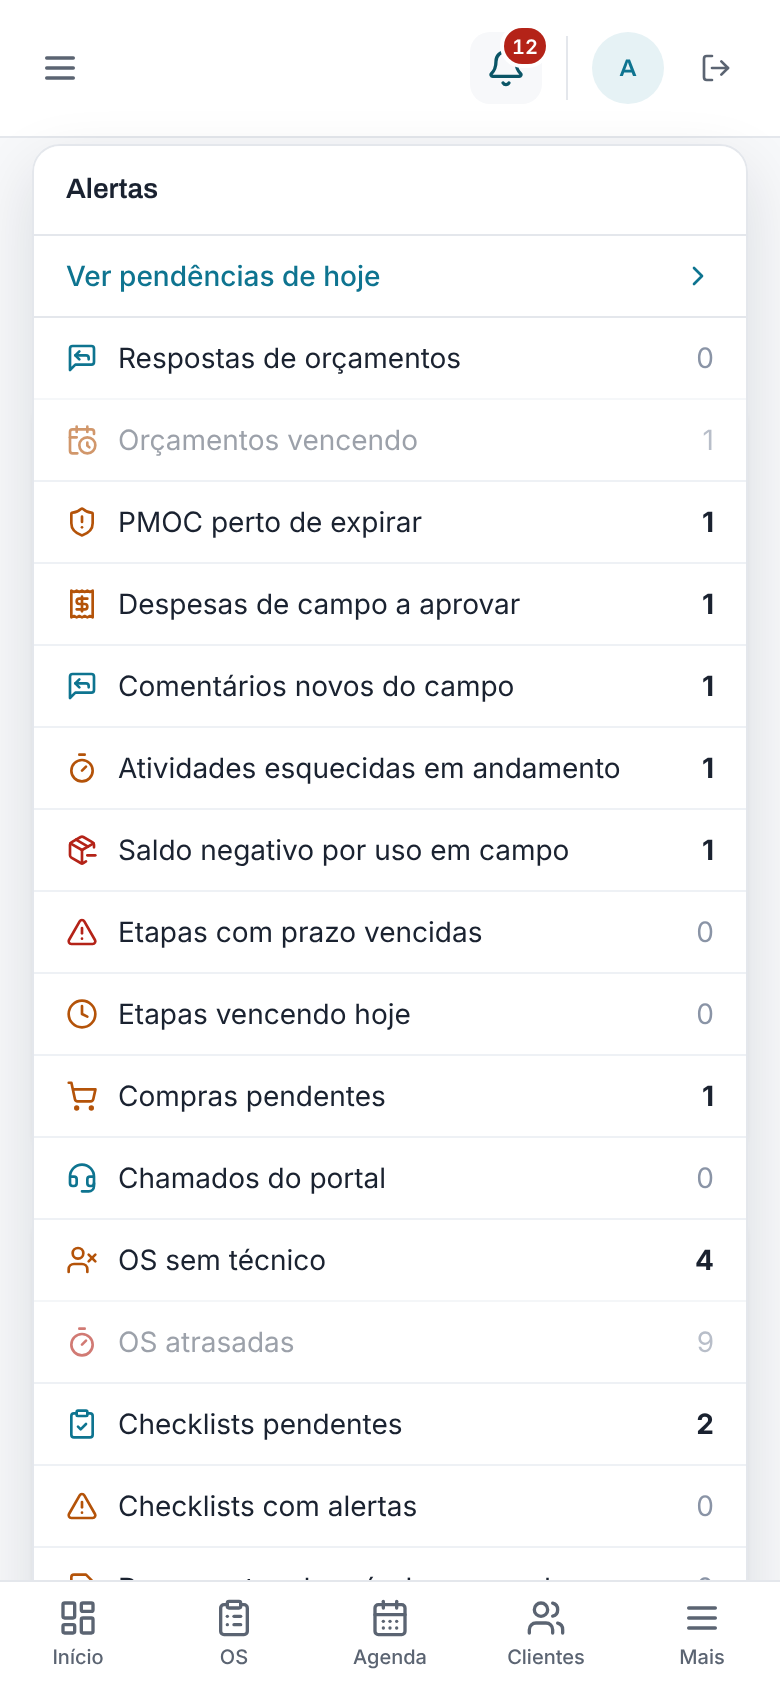 12
A
Alertas
Ver pendências de hoje
Respostas de orçamentos 0
Orçamentos vencendo 1
PMOC perto de expirar 1
Despesas de campo a aprovar 1
Comentários novos do campo 1
Atividades esquecidas em andamento 1
Saldo negativo por uso em campo 1
Etapas com prazo vencidas 0
Etapas vencendo hoje 0
Compras pendentes 1
Chamados do portal 0
OS sem técnico 4
OS atrasadas 9
Checklists pendentes 2
Checklists com alertas 0
Início
OS
Agenda
Clientes
Mais